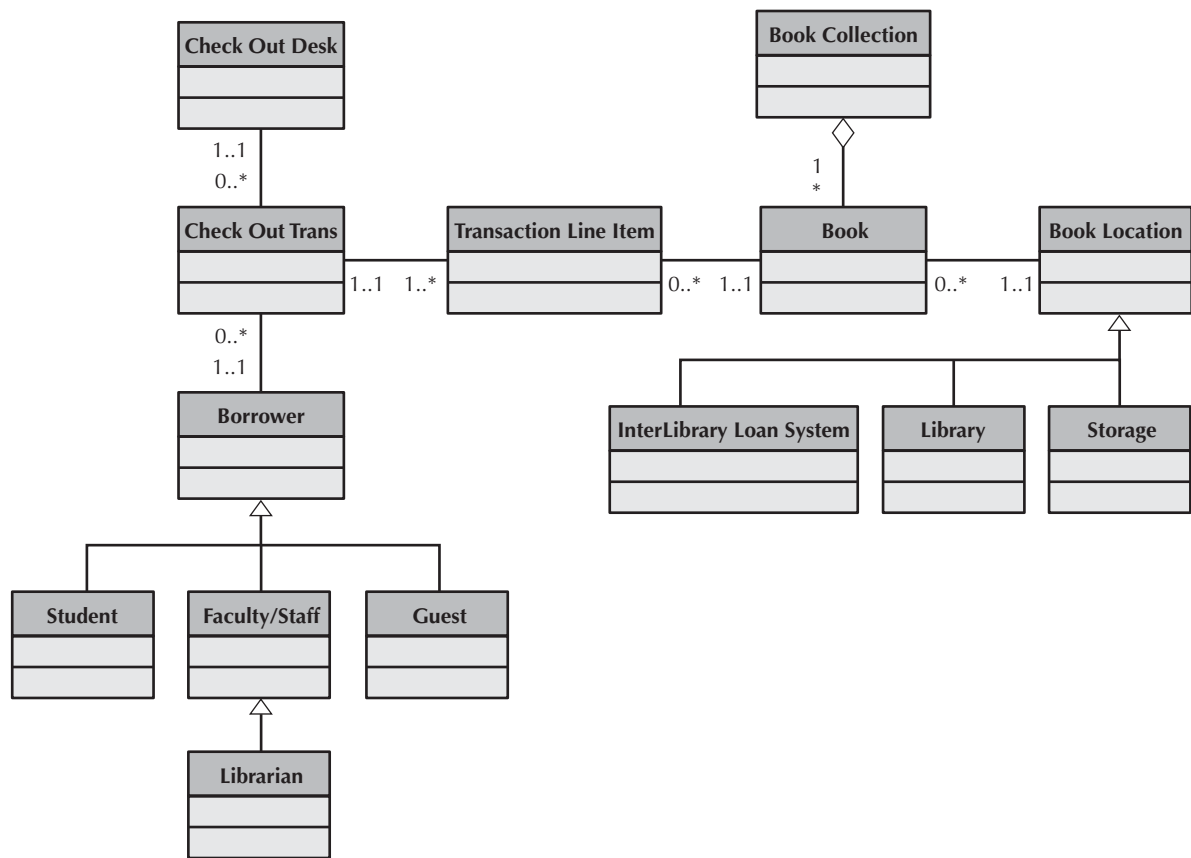 Check Out Desk
Book Collection
1..1
0..*
1
*
Check Out Trans
Transaction Line Item
Book
Book Location
1..1
1..*
0..*
1..1
0..*
1..1
0..*
1..1
Borrower
InterLibrary Loan System
Library
Storage
Student
Faculty/Staff
Guest
Librarian